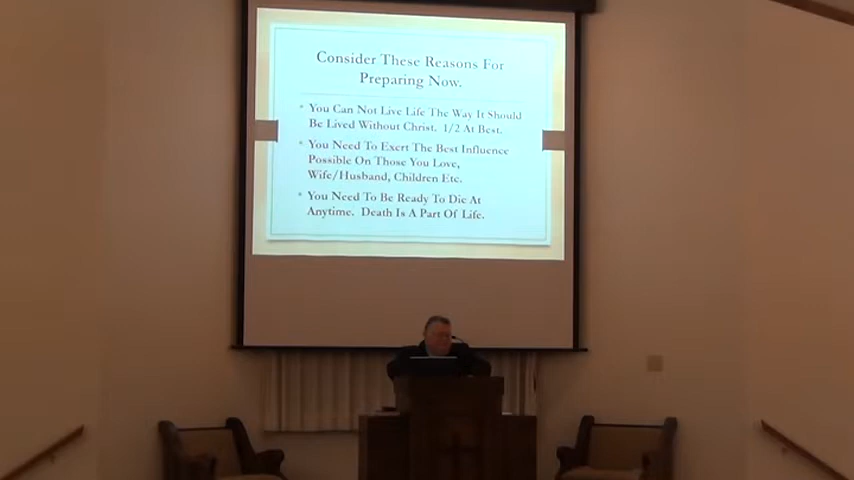 Consider These Reasons For
Preparing Now.
• You Can Not Live Life The Way It Should
Be Lived Without Christ. 1/2 At Best.
• You Need To Exert The Best Influence
Possible On Those You Love,
Wife/Husband, Children Etc.
• You Need To Be Ready To Die At
Anytime. Death Is A Part Of Life.